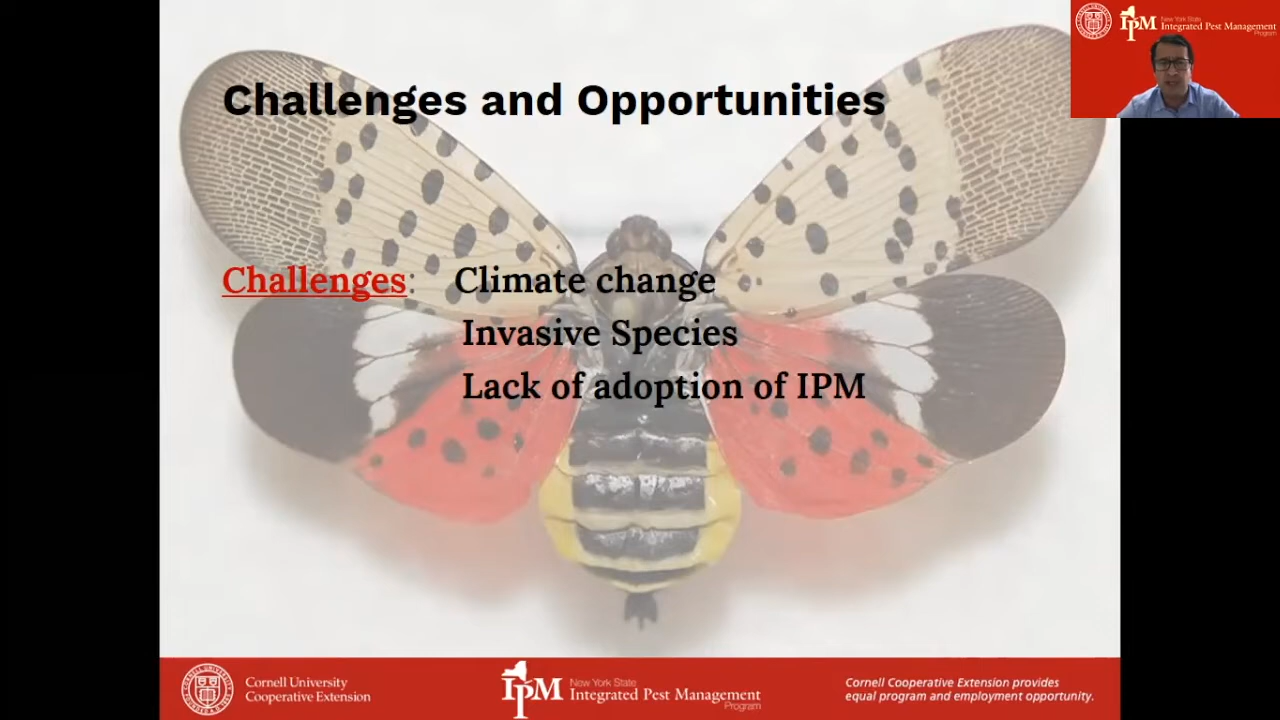 Challenges and Opportunities
Challenges: Climate change
Invasive Species
Lack of adoption of IPM
IPM
New York State
Integrated Pest Management
Program
Cornell University
Cooperative Extension
IPM
New York State
Integrated Pest Management
Program
Cornell Cooperative Extension provides
equal program and employment opportunity.